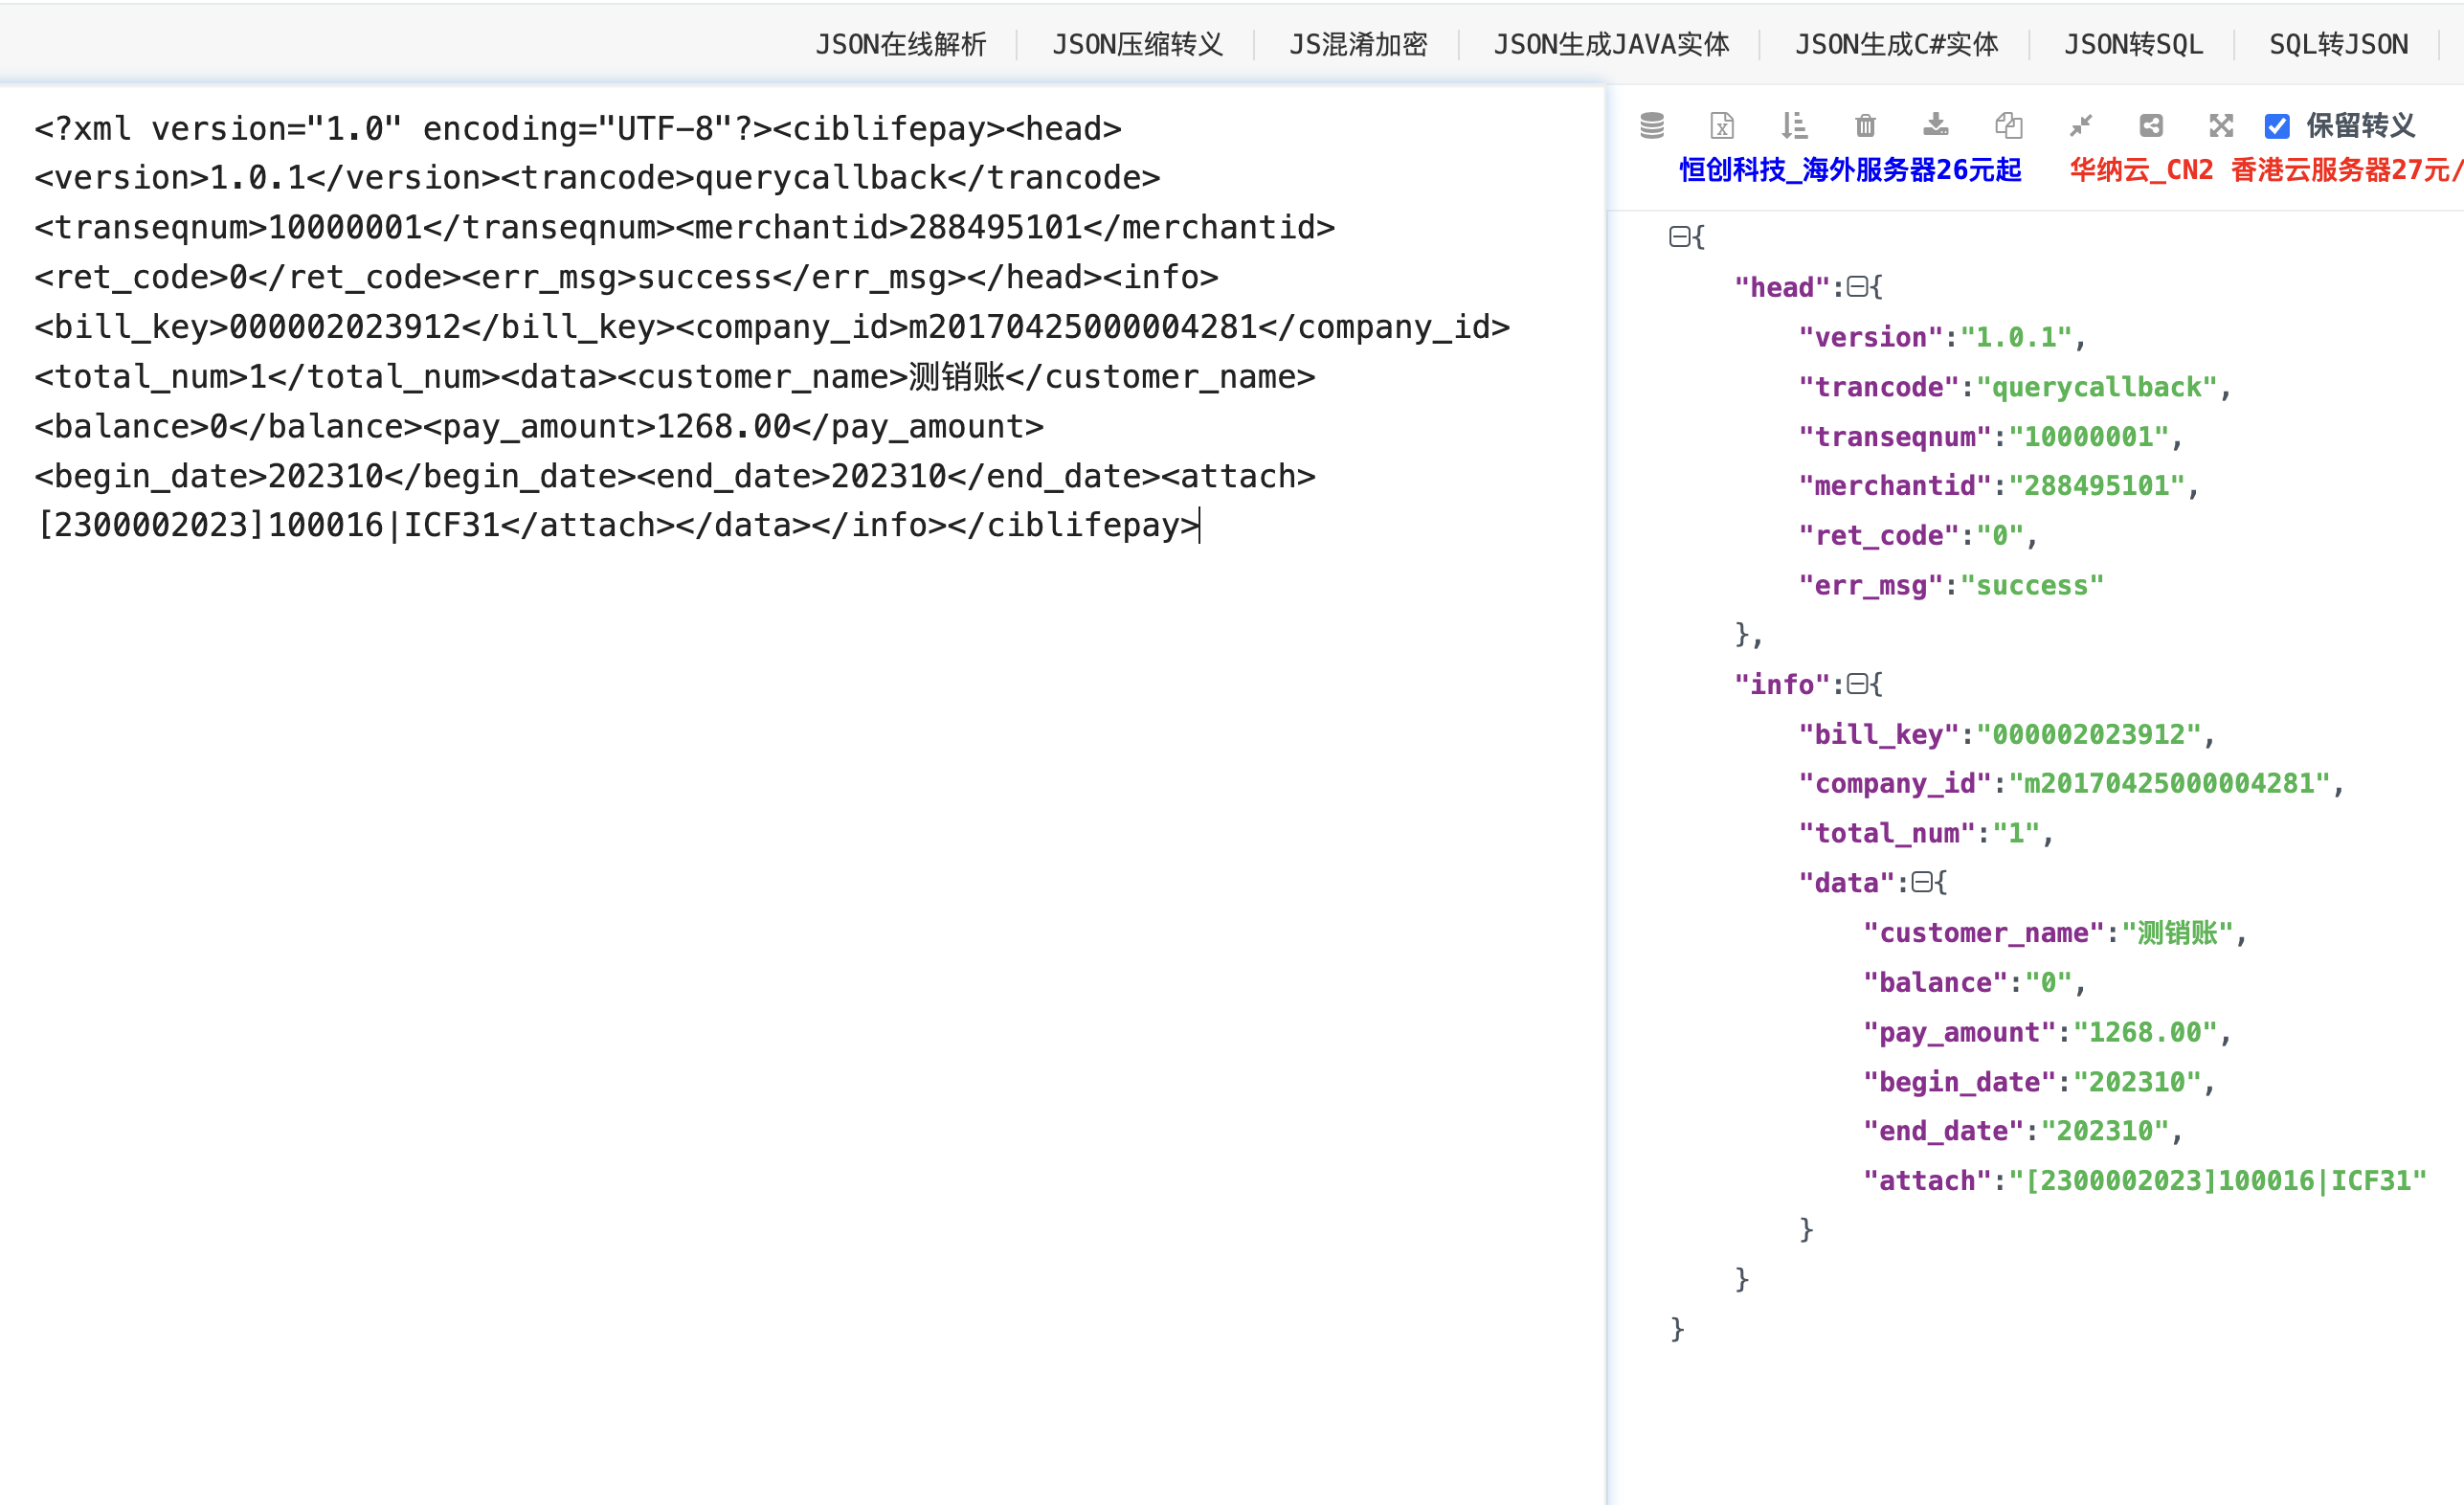 JSON在线解析 JSON压缩转义 JS混淆加密 JSON生成JAVA实体 JSON生成C#实体 JSON转SQL SQL转JSON
<?xml version="1.0" encoding="UTF-8"?><ciblifepay><head>
<version>1.0.1</version><trancode>querycallback</trancode>
<transeqnum>10000001</transeqnum><merchantid>288495101</merchantid>
<ret_code>0</ret_code><err_msg>success</err_msg></head><info>
<bill_key>000002023912</bill_key><company_id>m20170425000004281</company_id>
<total_num>1</total_num><data><customer_name>测销账</customer_name>
<balance>0</balance><pay_amount>1268.00</pay_amount>
<begin_date>202310</begin_date><end_date>202310</end_date><attach>
[2300002023]100016|ICF31</attach></data></info></ciblifepay>
保留转义
恒创科技_海外服务器26元起 华纳云_CN2 香港云服务器27元/
{
"head":{
"version":"1.0.1",
"trancode":"querycallback",
"transeqnum":"10000001",
"merchantid":"288495101",
"ret_code":"0",
"err_msg":"success"
},
"info":{
"bill_key":"000002023912",
"company_id":"m20170425000004281",
"total_num":"1",
"data":{
"customer_name":"测销账",
"balance":"0",
"pay_amount":"1268.00",
"begin_date":"202310",
"end_date":"202310",
"attach":"[2300002023]100016|ICF31"
}
}
}